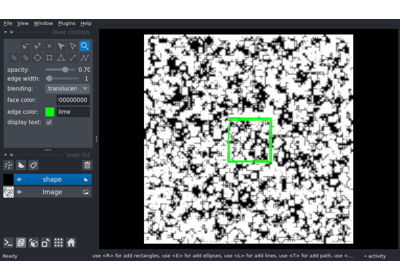 File View Window Plugins Help
layer controls
opacity: 0.70
edge width: 1
blending: translucen
face color: 00000000
edge color: lime
display text:
layer list
shape
Image
Ready
use <R> for add rectangles, use <E> for add ellipses, use <L> for add lines, use <T> for add path, use <...
activity